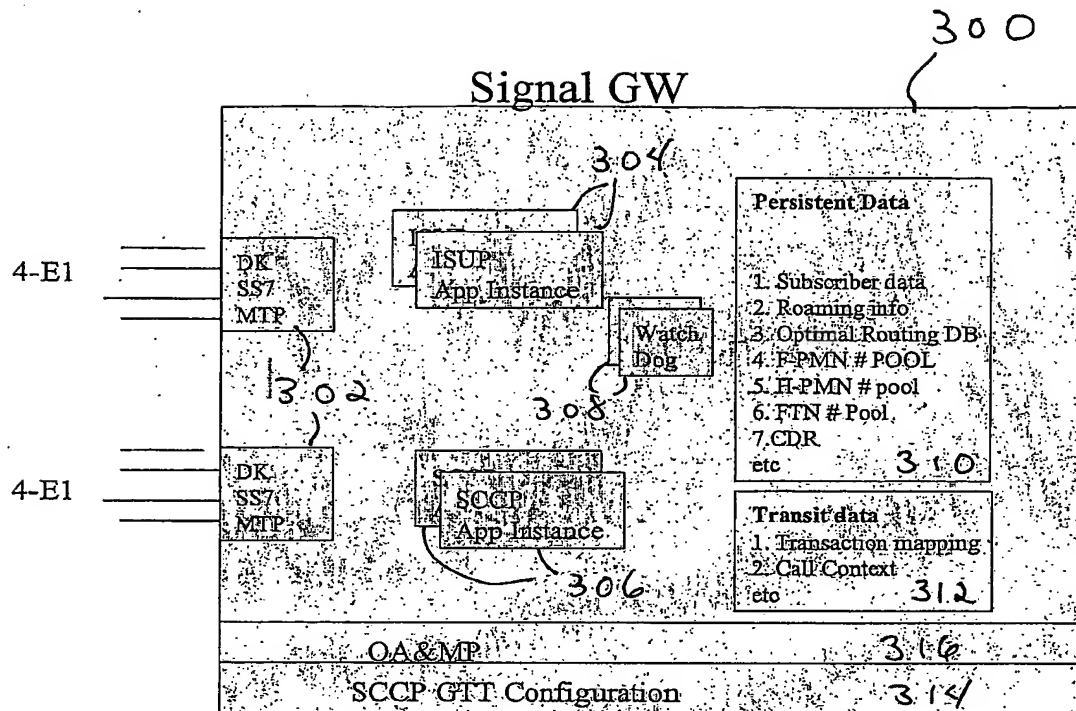 300
Signal GW
304
Persistent Data
1. Subscriber data
2. Roaming info
3. Optimal Routing DB
4. F-PMN # POOL
5. H-PMN # pool
6. FTN # Pool
7.CDR
etc 310
4-E1
DK
SS7
MTP
ISUP
App Instance
Watch
Dog
302
308
4-E1
DK
SS7
MTP
SCCP
App Instance
306
Transit data
1. Transaction mapping
2. Call Context
etc 312
OA&MP 316
SCCP GTT Configuration 314